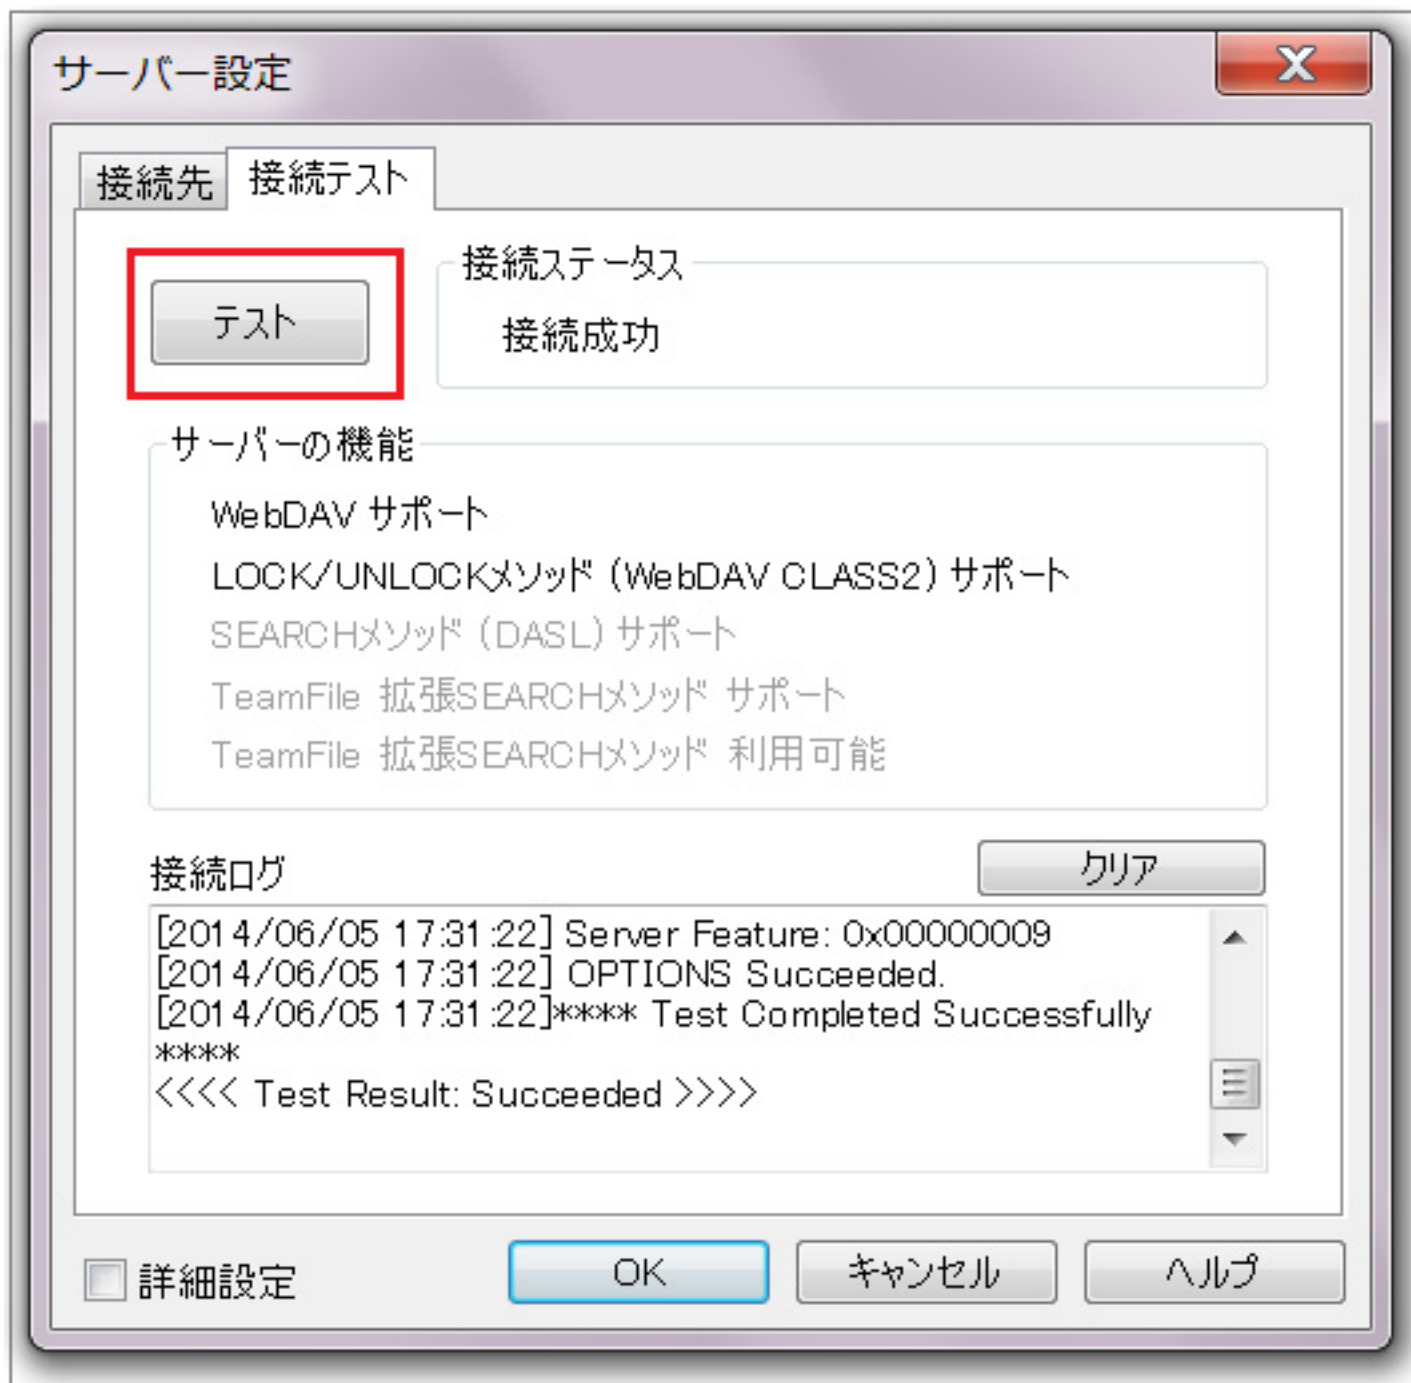 サーバー設定
接続先 接続テスト
テスト
接続ステータス
接続成功
サーバーの機能
WebDAV サポート
LOCK/UNLOCKメソッド (WebDAV CLASS2) サポート
SEARCHメソッド (DASL) サポート
TeamFile 拡張SEARCHメソッド サポート
TeamFile 拡張SEARCHメソッド 利用可能
接続ログ
クリア
[2014/06/05 17:31:22] Server Feature: 0x00000009
[2014/06/05 17:31:22] OPTIONS Succeeded.
[2014/06/05 17:31:22]**** Test Completed Successfully
****
<<<< Test Result: Succeeded >>>>
詳細設定
OK
キャンセル
ヘルプ